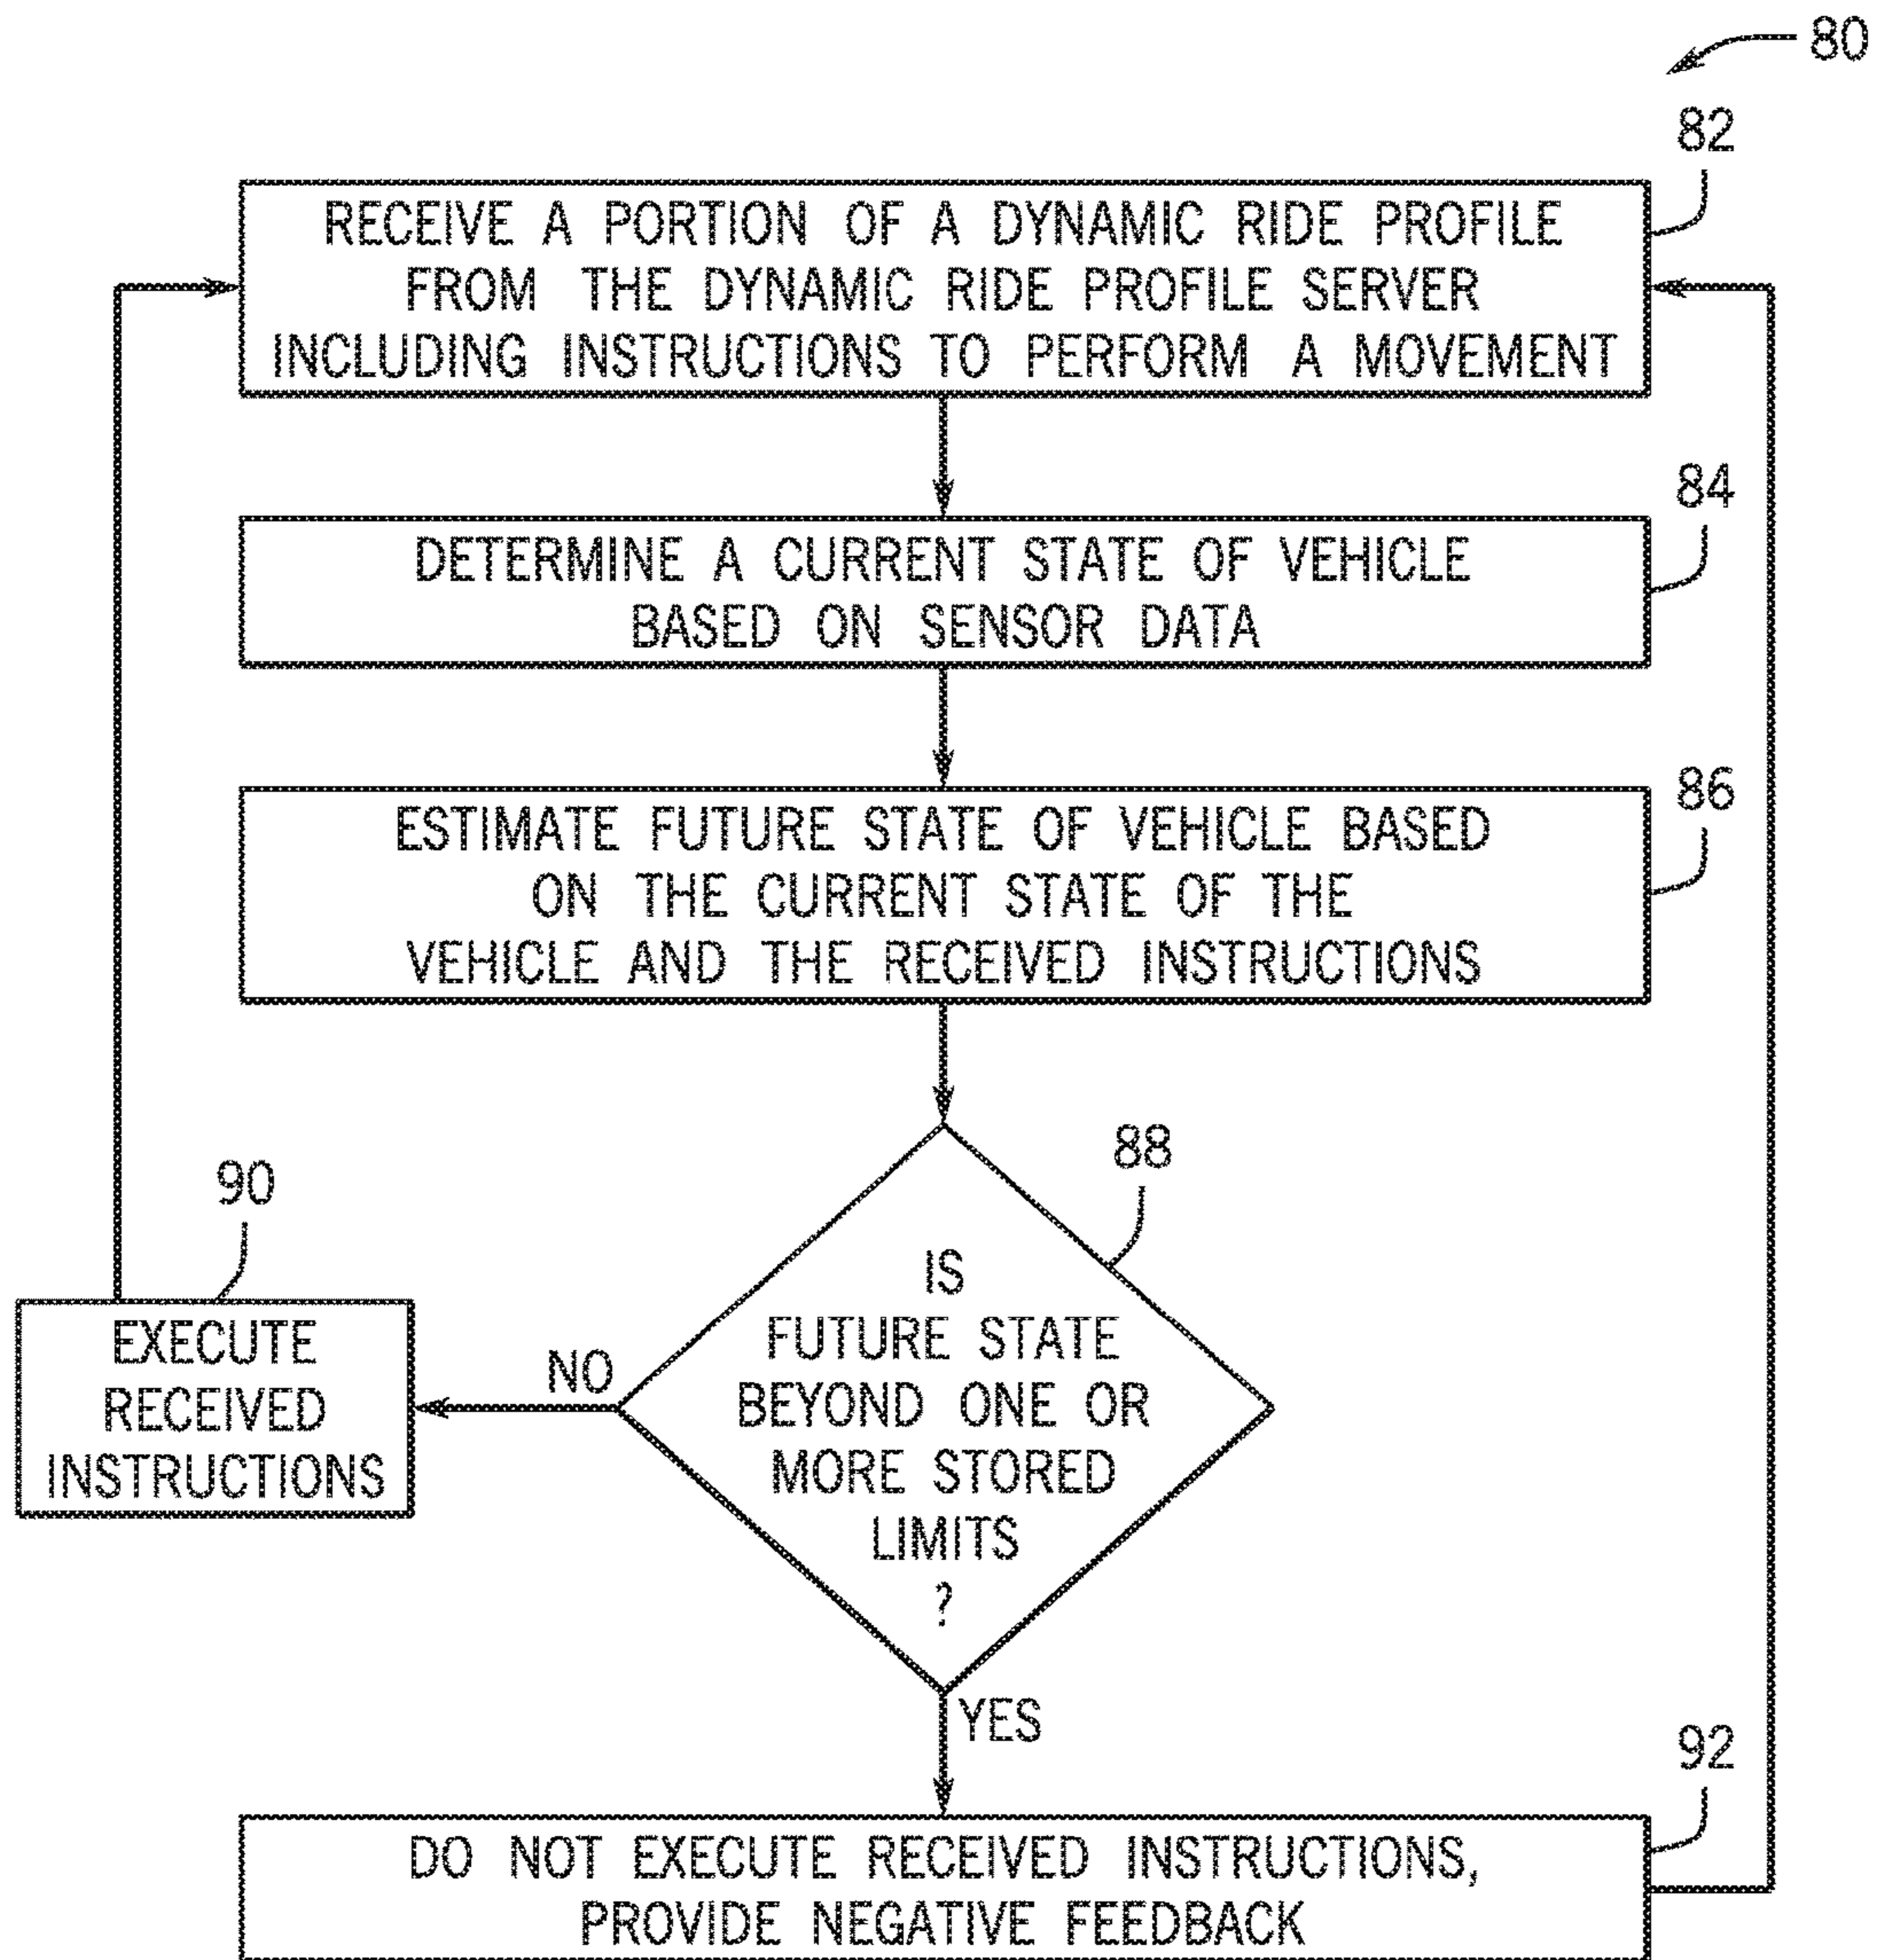 80
82
RECEIVE A PORTION OF A DYNAMIC RIDE PROFILE
FROM THE DYNAMIC RIDE PROFILE SERVER
INCLUDING INSTRUCTIONS TO PERFORM A MOVEMENT
84
DETERMINE A CURRENT STATE OF VEHICLE
BASED ON SENSOR DATA
86
ESTIMATE FUTURE STATE OF VEHICLE BASED
ON THE CURRENT STATE OF THE
VEHICLE AND THE RECEIVED INSTRUCTIONS
88
IS
FUTURE STATE
BEYOND ONE OR
MORE STORED
LIMITS
?
NO
90
EXECUTE
RECEIVED
INSTRUCTIONS
YES
92
DO NOT EXECUTE RECEIVED INSTRUCTIONS,
PROVIDE NEGATIVE FEEDBACK